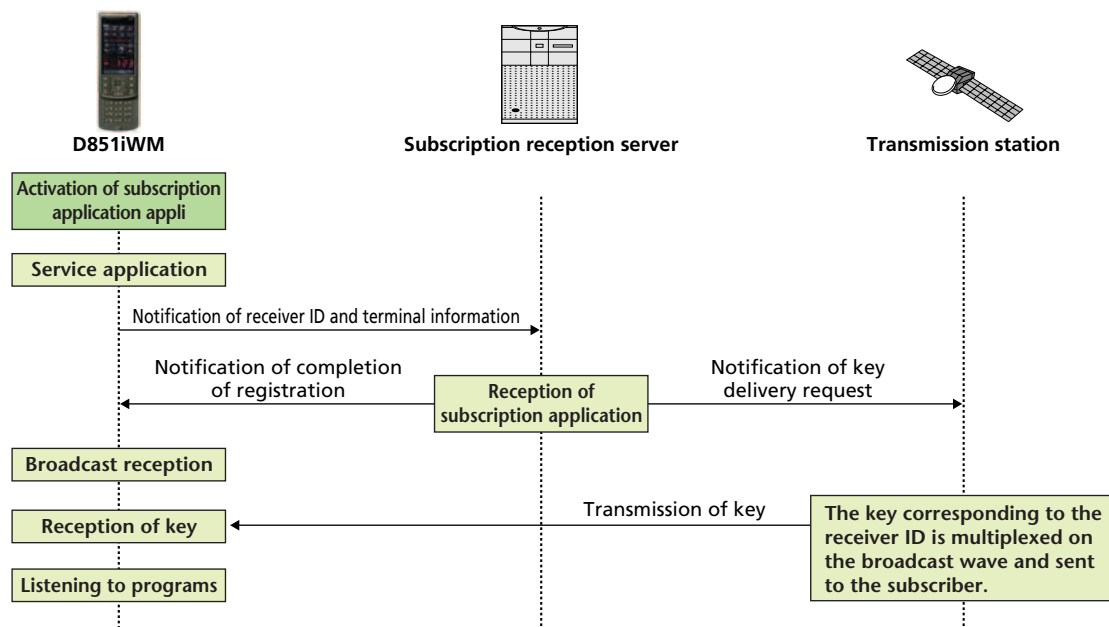 D851iWM
Subscription reception server
Transmission station
Activation of subscription
application appli
Service application
Notification of receiver ID and terminal information
Notification of completion
of registration
Reception of
subscription application
Notification of key
delivery request
Broadcast reception
Transmission of key
Reception of key
The key corresponding to the
receiver ID is multiplexed on
the broadcast wave and sent
to the subscriber.
Listening to programs